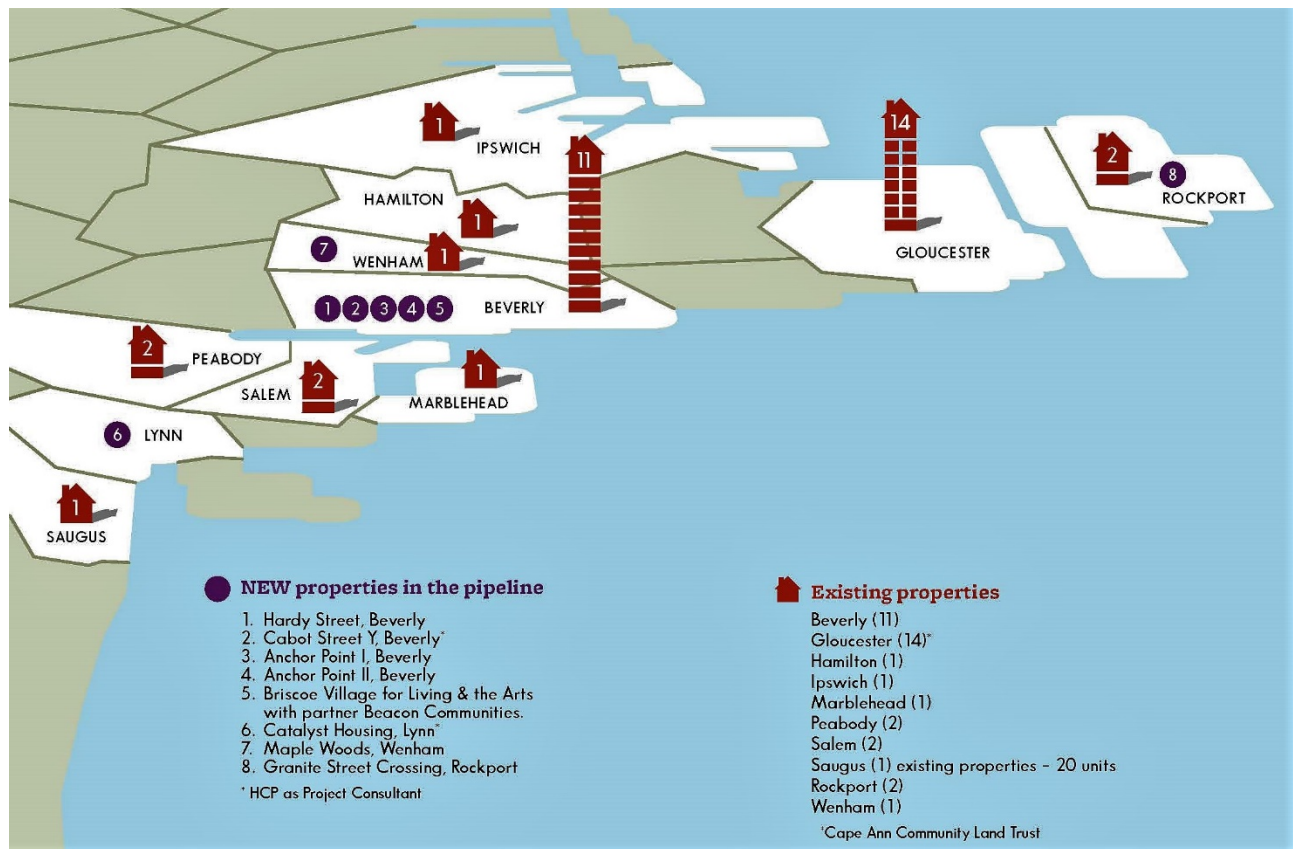 1
IPSWICH
11
14
2
8
ROCKPORT
HAMILTON
1
GLOUCESTER
7
WENHAM
1
1 2 3 4 5
BEVERLY
2
PEABODY
SALEM
2
1
MARBLEHEAD
6
LYNN
1
SAUGUS
NEW properties in the pipeline
1. Hardy Street, Beverly
2. Cabot Street Y, Beverly*
3. Anchor Point I, Beverly
4. Anchor Point II, Beverly
5. Briscoe Village for Living & the Arts
with partner Beacon Communities.
6. Catalyst Housing, Lynn*
7. Maple Woods, Wenham
8. Granite Street Crossing, Rockport
* HCP as Project Consultant
Existing properties
Beverly (11)
Gloucester (14)*
Hamilton (1)
Ipswich (1)
Marblehead (1)
Peabody (2)
Salem (2)
Saugus (1) existing properties – 20 units
Rockport (2)
Wenham (1)
*Cape Ann Community Land Trust